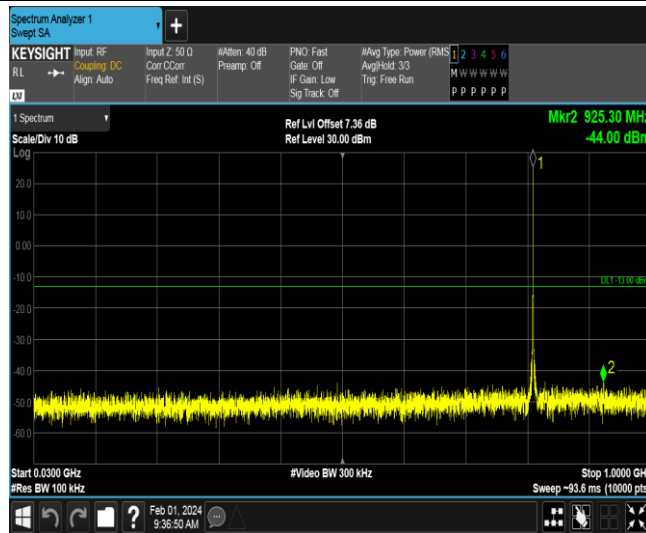 Spectrum Analyzer 1
Swept SA
+
KEYSIGHT
RL
LXI
Input: RF
Coupling: DC
Align: Auto
Input Z: 50 Ω
Corr CCorr
Freq Ref: Int (S)
#Atten: 40 dB
Preamp: Off
PNO: Fast
Gate: Off
IF Gain: Low
Sig Track: Off
#Avg Type: Power (RMS
Avg|Hold: 3/3
Trig: Free Run
1 2 3 4 5 6
M W W W W W
P P P P P P
1 Spectrum
Scale/Div 10 dB
Log
Ref Lvl Offset 7.36 dB
Ref Level 30.00 dBm
Mkr2 925.30 MHz
-44.00 dBm
1
20.0
10.0
0.00
-10.0
DL1 -13.00 dBm
-20.0
-30.0
-40.0
2
-50.0
-60.0
Start 0.0300 GHz
#Res BW 100 kHz
#Video BW 300 kHz
Stop 1.0000 GH
Sweep ~93.6 ms (10000 pts
?
Feb 01, 2024
9:36:50 AM